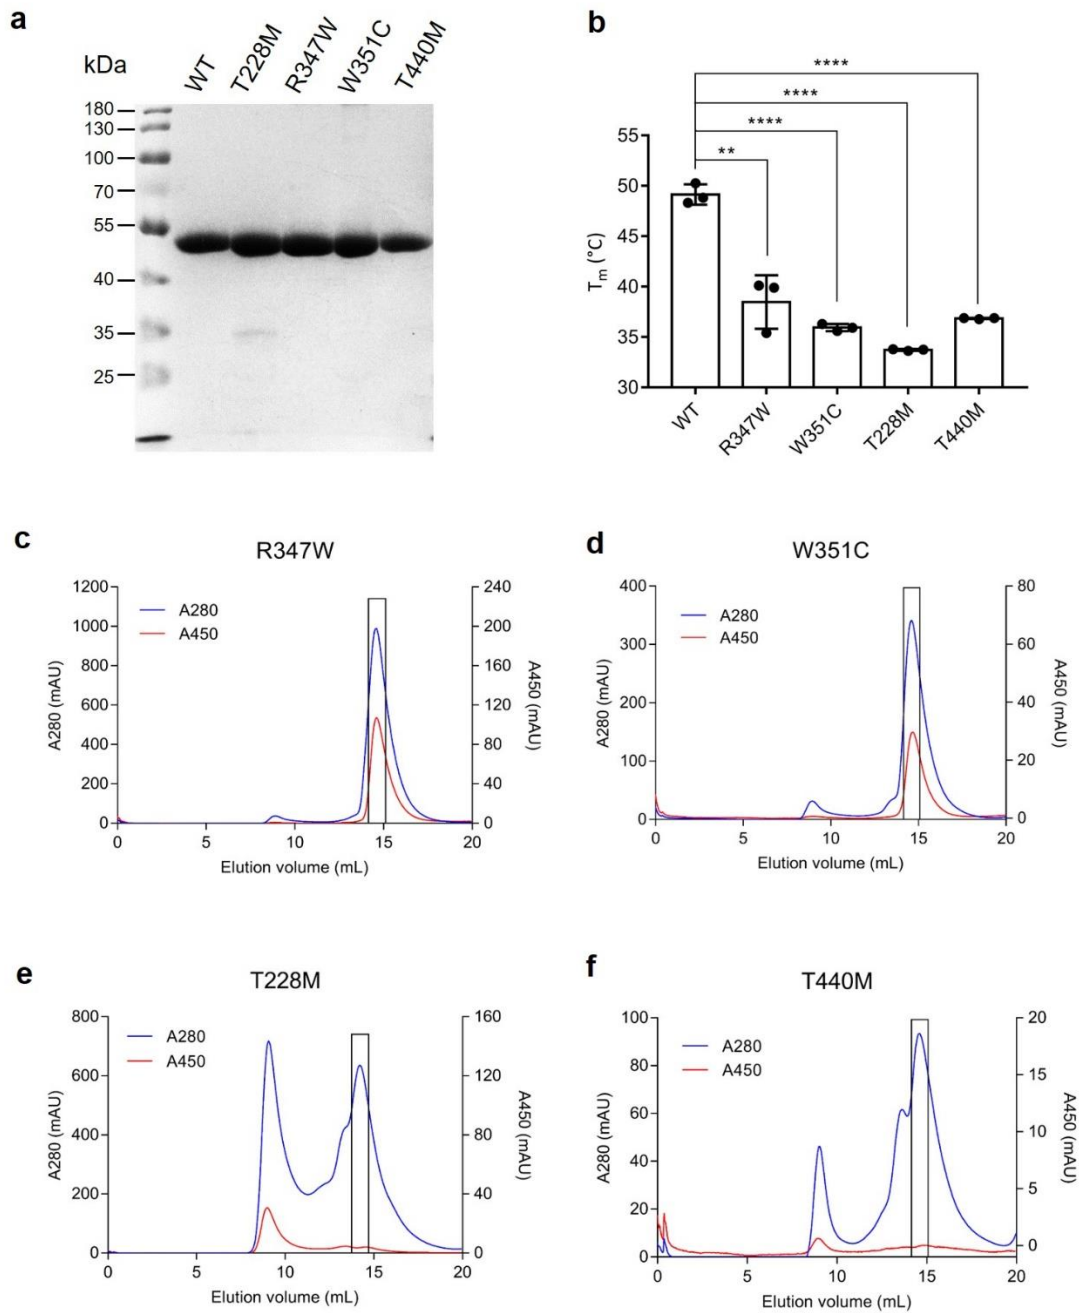 a
kDa
WT
T228M
R347W
W351C
T440M
180
130
100
70
55
40
35
25
b
****
****
****
**
55
50
45
40
35
30
Tm (°C)
WT
R347W
W351C
T228M
T440M
c
R347W
1200
1000
800
600
400
200
0
A280 (mAU)
A280
A450
240
200
160
120
80
40
0
A450 (mAU)
0 5 10 15 20
Elution volume (mL)
d
W351C
400
300
200
100
0
A280 (mAU)
A280
A450
80
60
40
20
0
A450 (mAU)
0 5 10 15 20
Elution volume (mL)
e
T228M
800
600
400
200
0
A280 (mAU)
A280
A450
160
120
80
40
0
A450 (mAU)
0 5 10 15 20
Elution volume (mL)
f
T440M
100
80
60
40
20
0
A280 (mAU)
A280
A450
20
15
10
5
0
A450 (mAU)
0 5 10 15 20
Elution volume (mL)